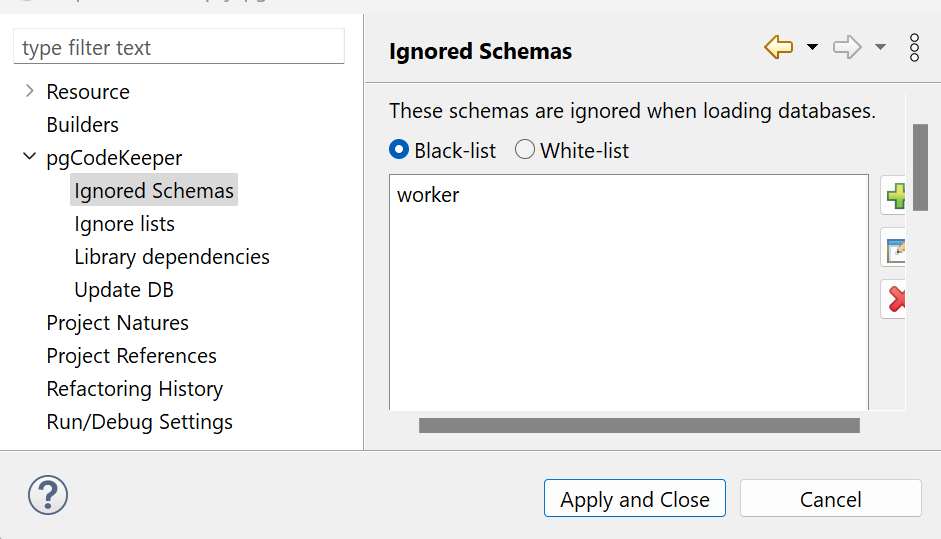 type filter text
Resource
Builders
pgCodeKeeper
Ignored Schemas
Ignore lists
Library dependencies
Update DB
Project Natures
Project References
Refactoring History
Run/Debug Settings
Ignored Schemas
These schemas are ignored when loading databases.
Black-list White-list
worker
Apply and Close Cancel